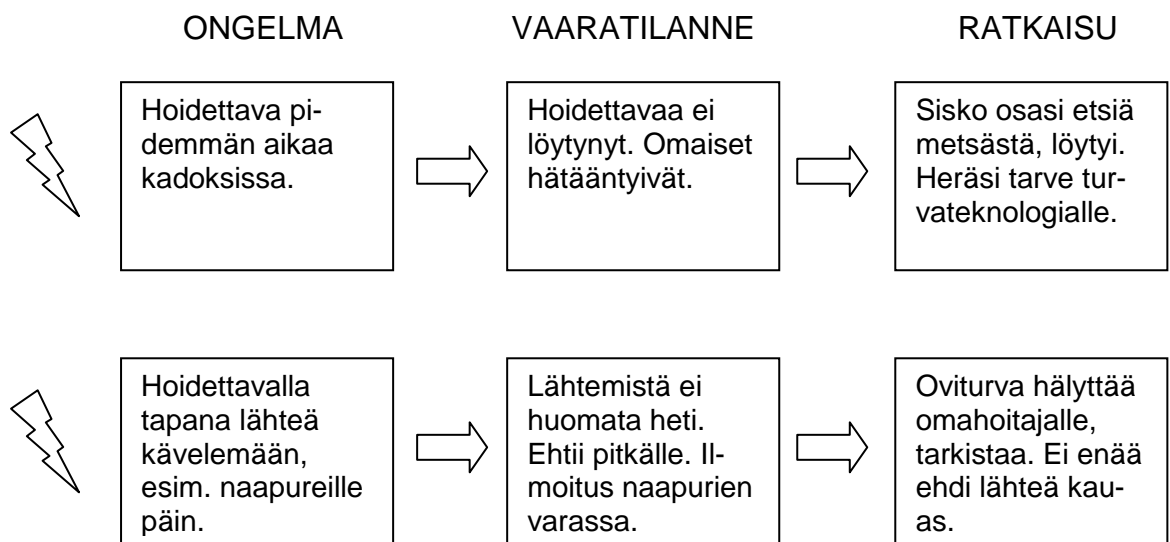 ONGELMA VAARATILANNE RATKAISU
Hoidettava pi-
demmän aikaa
kadoksissa.
Hoidettavaa ei
löytynyt. Omaiset
hätääntyivät.
Sisko osasi etsiä
metsästä, löytyi.
Heräsi tarve tur-
vateknologialle.
Hoidettavalla
tapana lähteä
kävelemään,
esim. naapureille
päin.
Lähtemistä ei
huomata heti.
Ehtii pitkälle. Il-
moitus naapurien
varassa.
Oviturva hälyttää
omahoitajalle,
tarkistaa. Ei enää
ehdi lähteä kau-
as.